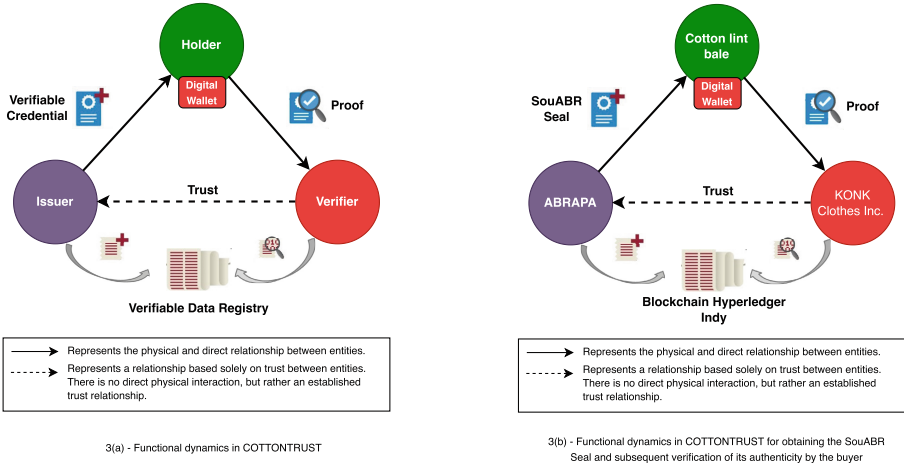 Holder
Digital
Wallet
Verifiable
Credential
Proof
Issuer
Trust
Verifier
Verifiable Data Registry
Represents the physical and direct relationship between entities.
Represents a relationship based solely on trust between entities.
There is no direct physical interaction, but rather an established
trust relationship.
3(a) - Functional dynamics in COTTONTRUST
Cotton lint
bale
Digital
Wallet
SouABR
Seal
Proof
ABRAPA
Trust
KONK
Clothes Inc.
Blockchain Hyperledger
Indy
Represents the physical and direct relationship between entities.
Represents a relationship based solely on trust between entities.
There is no direct physical interaction, but rather an established
trust relationship.
3(b) - Functional dynamics in COTTONTRUST for obtaining the SouABR
Seal and subsequent verification of its authenticity by the buyer